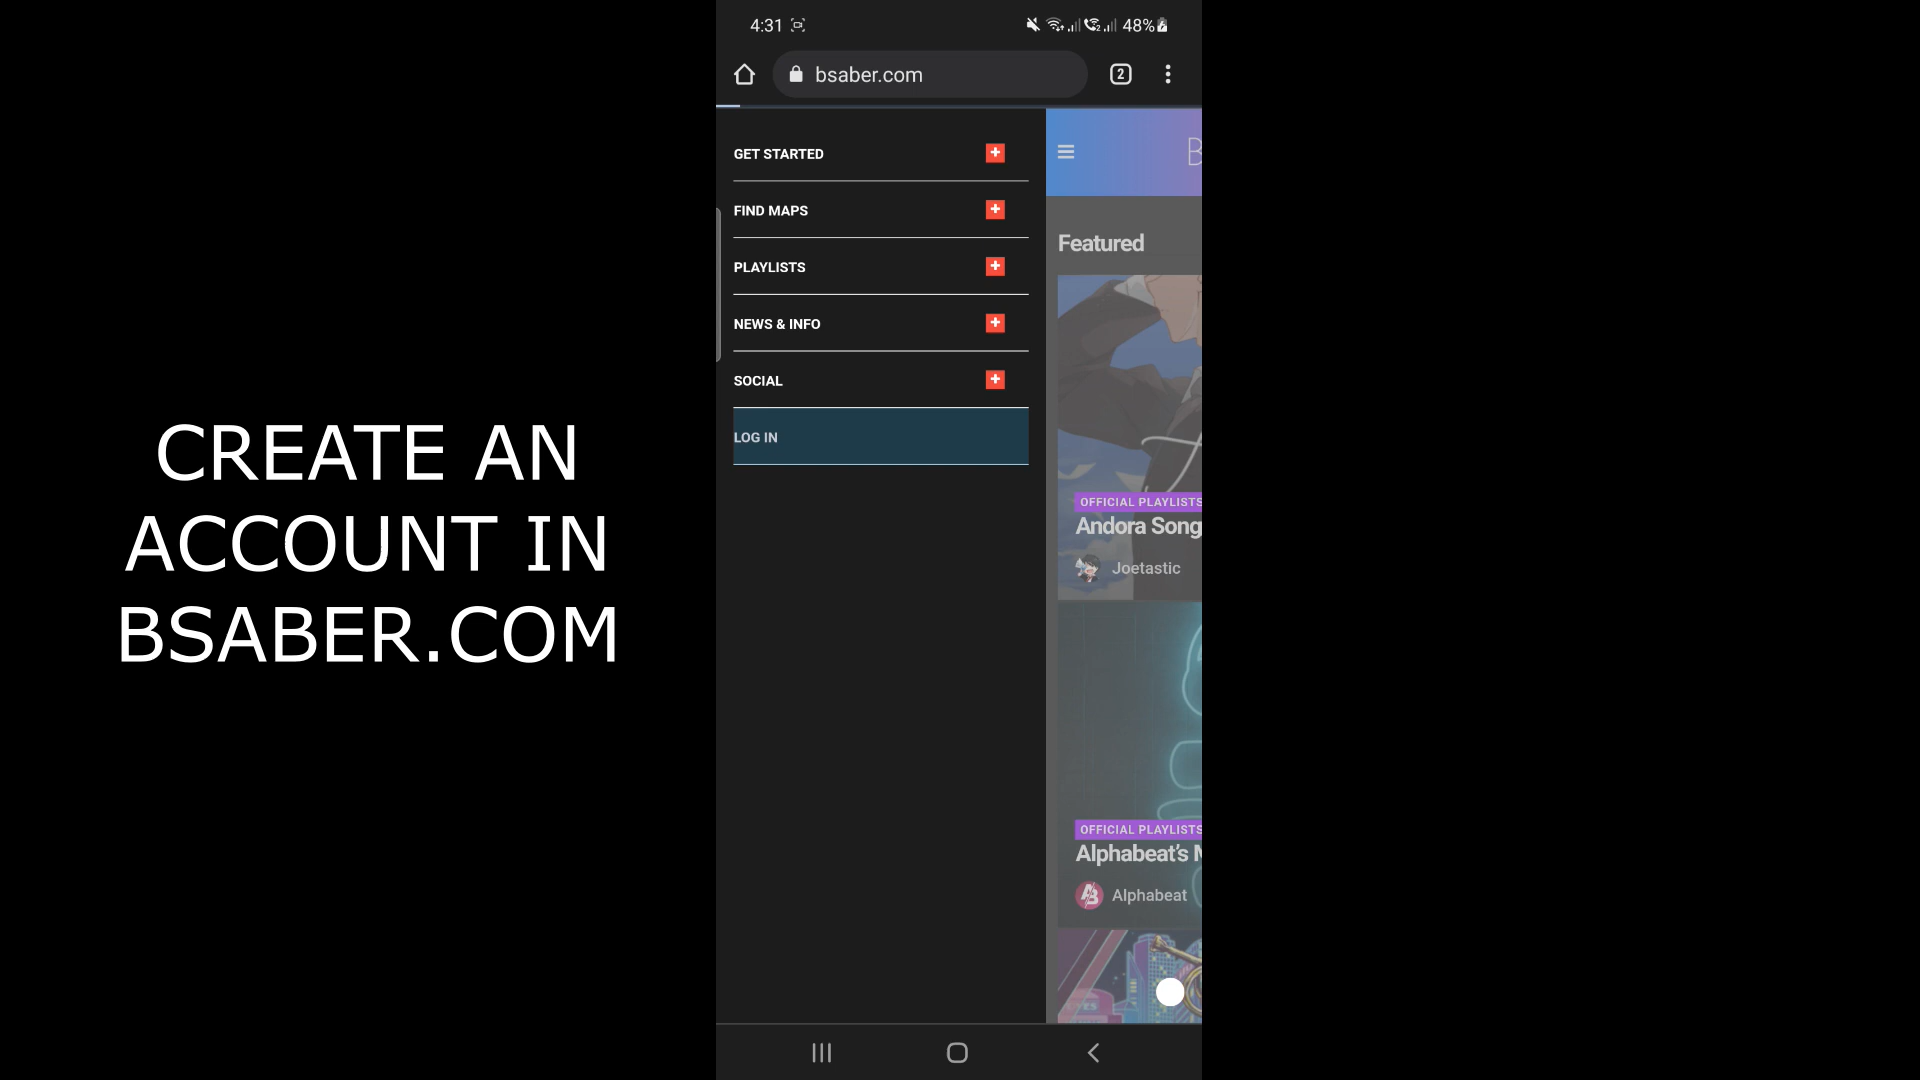 CREATE AN
ACCOUNT IN
BSABER.COM
4:31
48%
bsaber.com
2
GET STARTED
FIND MAPS
PLAYLISTS
NEWS & INFO
SOCIAL
LOG IN
B
Featured
OFFICIAL PLAYLISTS
Andora Song
Joetastic
OFFICIAL PLAYLISTS
Alphabeat's
Alphabeat